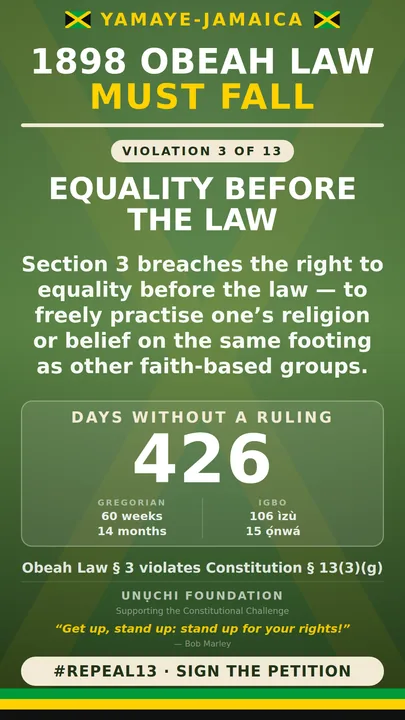 YAMAYE-JAMAICA
1898 OBEAH LAW
MUST FALL
VIOLATION 3 OF 13
EQUALITY BEFORE
THE LAW
Section 3 breaches the right to
equality before the law — to
freely practise one’s religion
or belief on the same footing
as other faith-based groups.
DAYS WITHOUT A RULING
426
GREGORIAN
60 weeks
14 months
IGBO
106 ìzù
15 ọ́nwá
Obeah Law § 3 violates Constitution § 13(3)(g)
UNỤCHI FOUNDATION
Supporting the Constitutional Challenge
“Get up, stand up: stand up for your rights!”
— Bob Marley
#REPEAL13 · SIGN THE PETITION